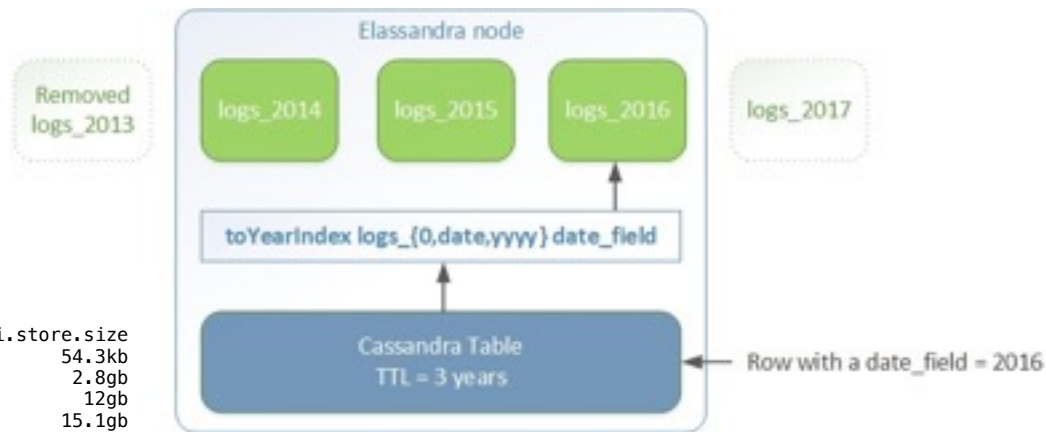 Elassandra node
Removed
logs_2013
logs_2014
logs_2015
logs_2016
logs_2017
toYearIndex logs_{0,date,yyyy} date_field
Cassandra Table
TTL = 3 years
Row with a date_field = 2016
i.store.size
54.3kb
2.8gb
12gb
15.1gb